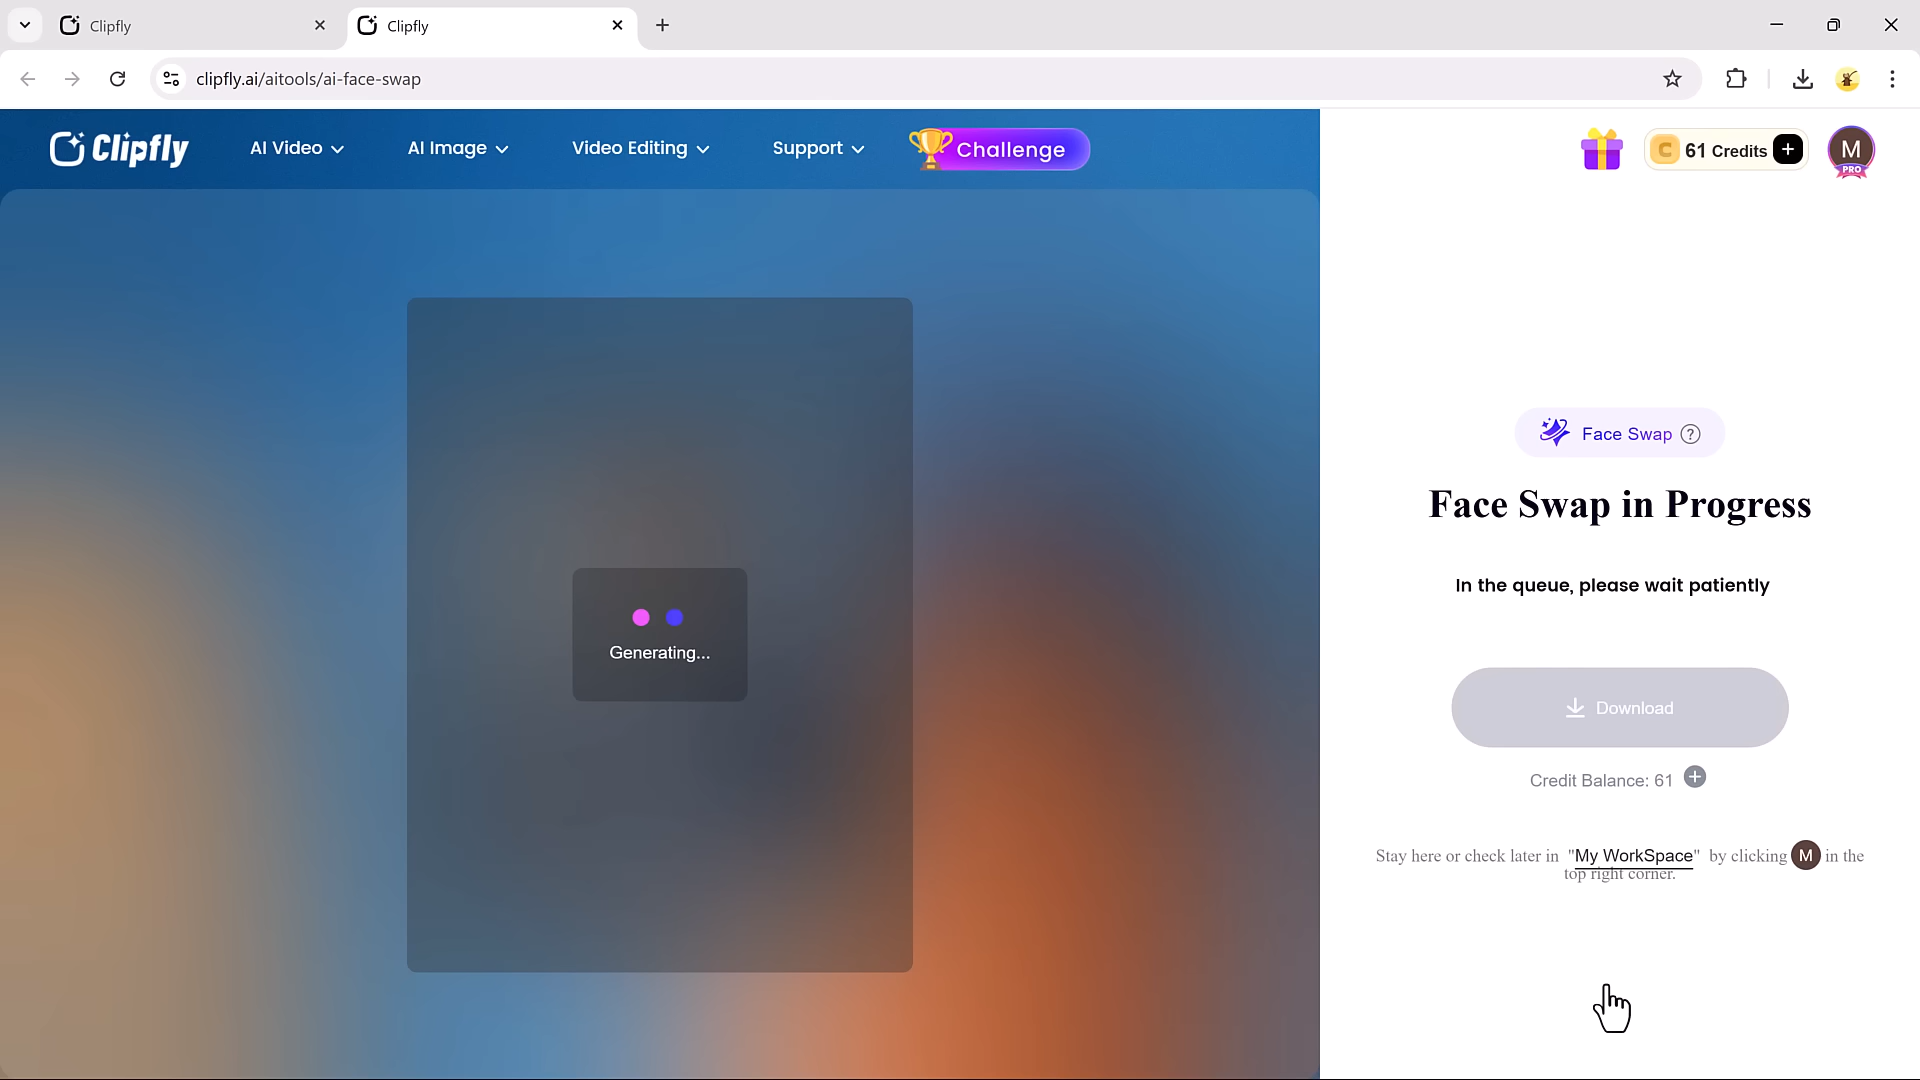 Clipfly
Clipfly
clipfly.ai/aitools/ai-face-swap
Clipfly
AI Video
AI Image
Video Editing
Support
Challenge
C 61 Credits
M
PRO
Generating...
Face Swap
Face Swap in Progress
In the queue, please wait patiently
Download
Credit Balance: 61
Stay here or check later in "My WorkSpace" by clicking M in the
top right corner.